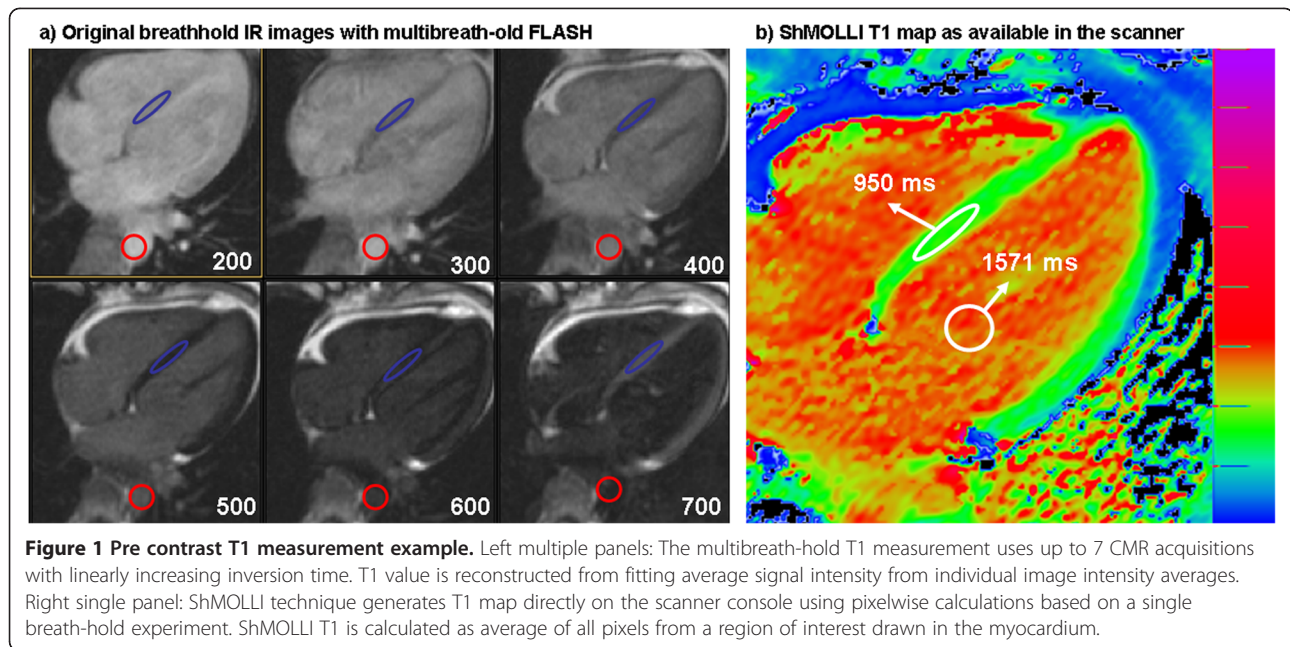 a) Original breathhold IR images with multibreath-old FLASH
200
300
400
500
600
700
b) ShMOLLI T1 map as available in the scanner
950 ms
1571 ms
Figure 1 Pre contrast T1 measurement example. Left multiple panels: The multibreath-hold T1 measurement uses up to 7 CMR acquisitions
with linearly increasing inversion time. T1 value is reconstructed from fitting average signal intensity from individual image intensity averages.
Right single panel: ShMOLLI technique generates T1 map directly on the scanner console using pixelwise calculations based on a single
breath-hold experiment. ShMOLLI T1 is calculated as average of all pixels from a region of interest drawn in the myocardium.